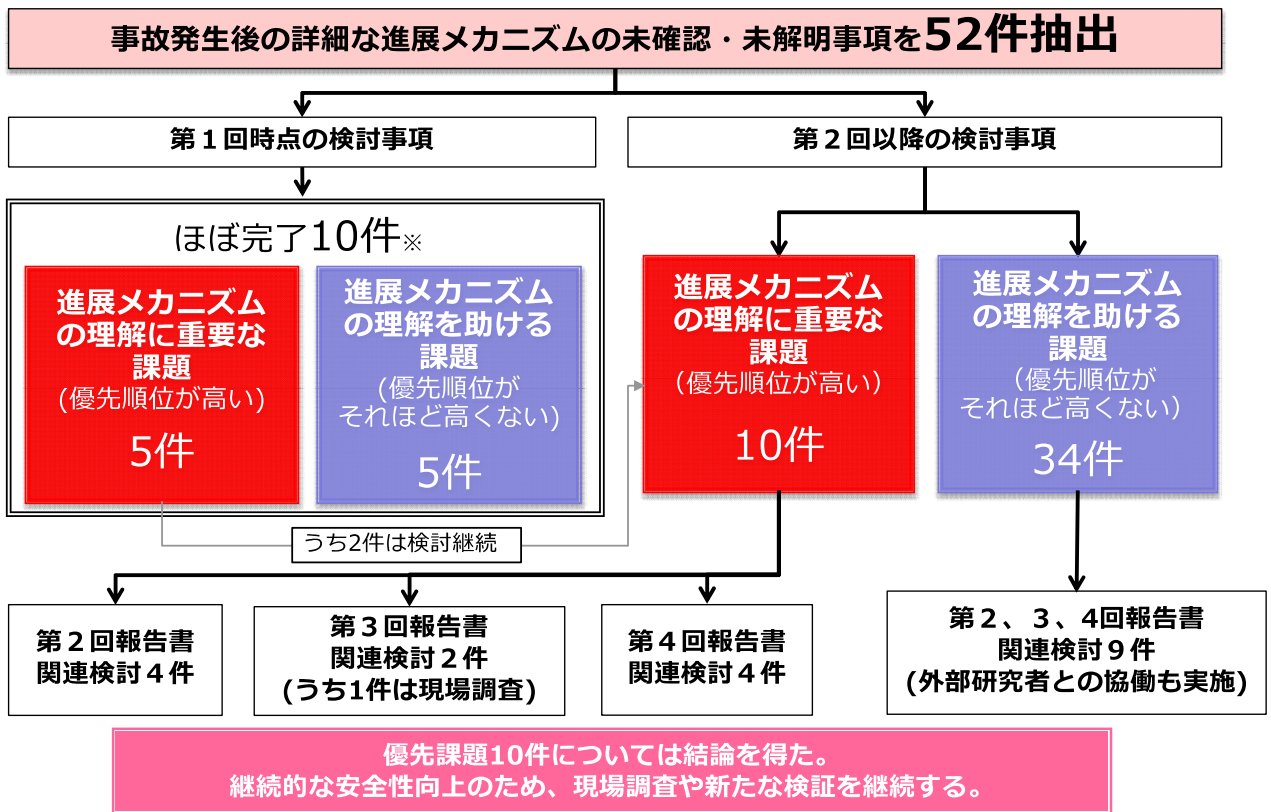 事故発生後の詳細な進展メカニズムの未確認・未解明事項を52件抽出
第１回時点の検討事項
第２回以降の検討事項
ほぼ完了10件※
進展メカニズム
の理解に重要な
課題
(優先順位が高い)
5件
進展メカニズム
の理解を助ける
課題
(優先順位が
それほど高くない)
5件
進展メカニズム
の理解に重要な
課題
（優先順位が高い）
10件
進展メカニズム
の理解を助ける
課題
（優先順位が
それほど高くない）
34件
うち2件は検討継続
第２回報告書
関連検討４件
第３回報告書
関連検討２件
(うち1件は現場調査)
第４回報告書
関連検討４件
第２、３、4回報告書
関連検討９件
(外部研究者との協働も実施)
優先課題10件については結論を得た。
継続的な安全性向上のため、現場調査や新たな検証を継続する。